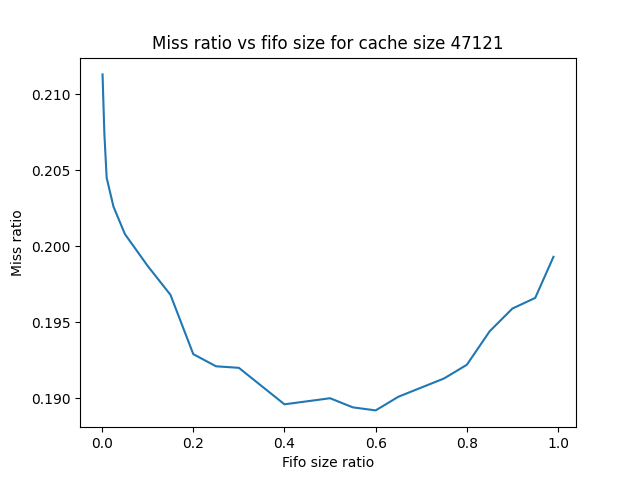 Miss ratio vs fifo size for cache size 47121
0.210
0.205
0.200
0.195
0.190
Miss ratio
0.0 0.2 0.4 0.6 0.8 1.0
Fifo size ratio